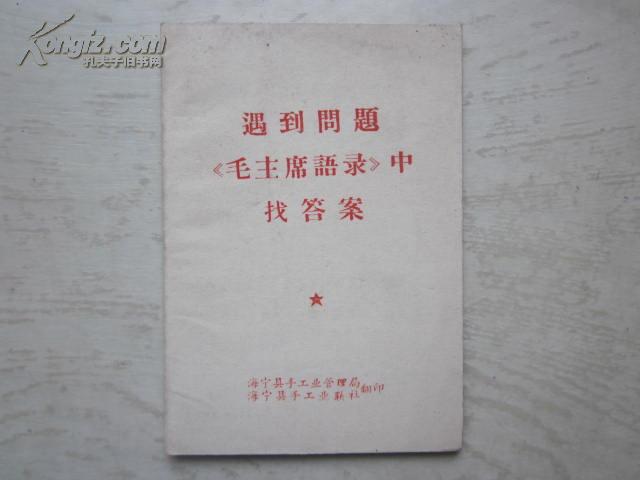 Kongfz.com
孔夫子旧书网
遇到問題
《毛主席語录》中
找答案
海宁县手工业管理局
海宁县手工业联社
翻印